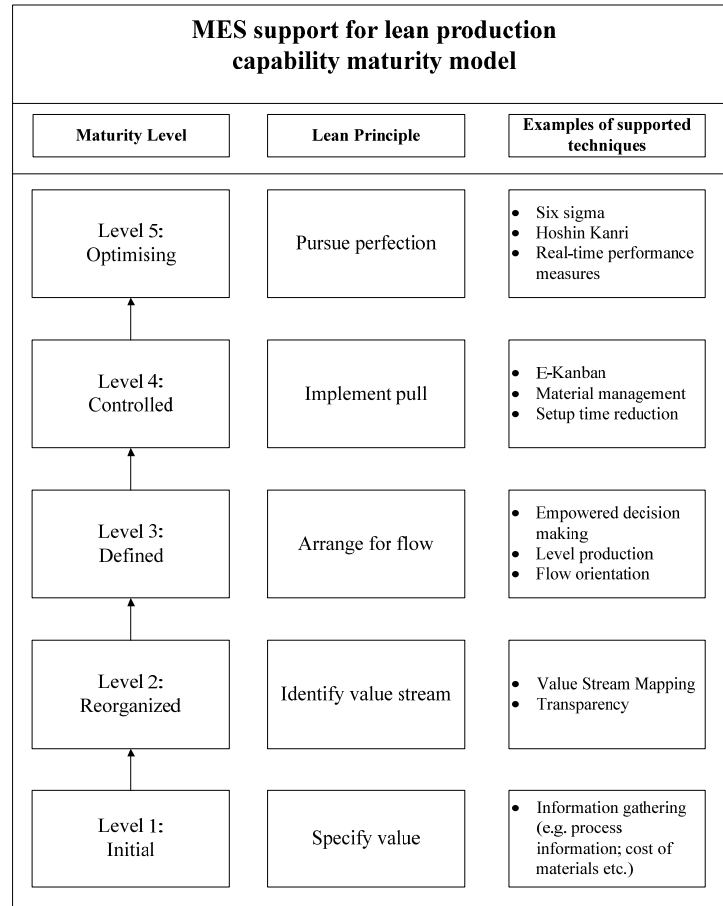 MES support for lean production
capability maturity model
Maturity Level
Lean Principle
Examples of supported
techniques
Level 5:
Optimising
Pursue perfection
• Six sigma
• Hoshin Kanri
• Real-time performance
measures
Level 4:
Controlled
Implement pull
• E-Kanban
• Material management
• Setup time reduction
Level 3:
Defined
Arrange for flow
• Empowered decision
making
• Level production
• Flow orientation
Level 2:
Reorganized
Identify value stream
• Value Stream Mapping
• Transparency
Level 1:
Initial
Specify value
• Information gathering
(e.g. process
information; cost of
materials etc.)